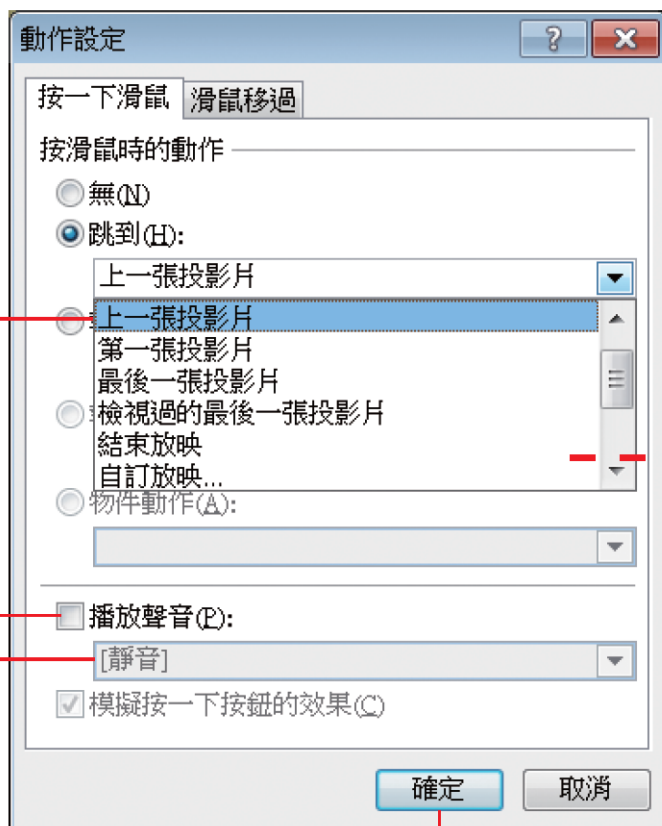 動作設定
按一下滑鼠 滑鼠移過
按滑鼠時的動作
無(N)
跳到(H):
上一張投影片
上一張投影片
第一張投影片
最後一張投影片
檢視過的最後一張投影片
結束放映
自訂放映...
物件動作(A):
播放聲音(P):
[靜音]
模擬按一下按鈕的效果(C)
確定 取消